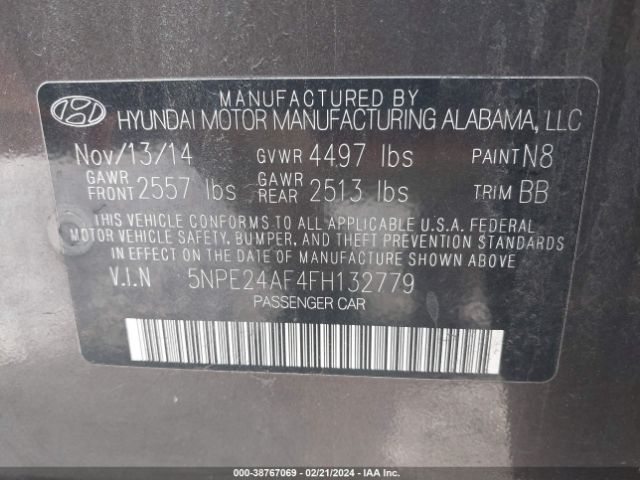 MANUFACTURED BY
HYUNDAI MOTOR MANUFACTURING ALABAMA, LLC
Nov/13/14 GVWR 4497 lbs PAINT N8
GAWR FRONT 2557 lbs GAWR REAR 2513 lbs TRIM BB
THIS VEHICLE CONFORMS TO ALL APPLICABLE U.S.A. FEDERAL
MOTOR VEHICLE SAFETY, BUMPER, AND THEFT PREVENTION STANDARDS
IN EFFECT ON THE DATE OF MANUFACTURE SHOWN ABOVE.
V.I.N 5NPE24AF4FH132779
PASSENGER CAR
000-38767069 - 02/21/2024 - IAA Inc.